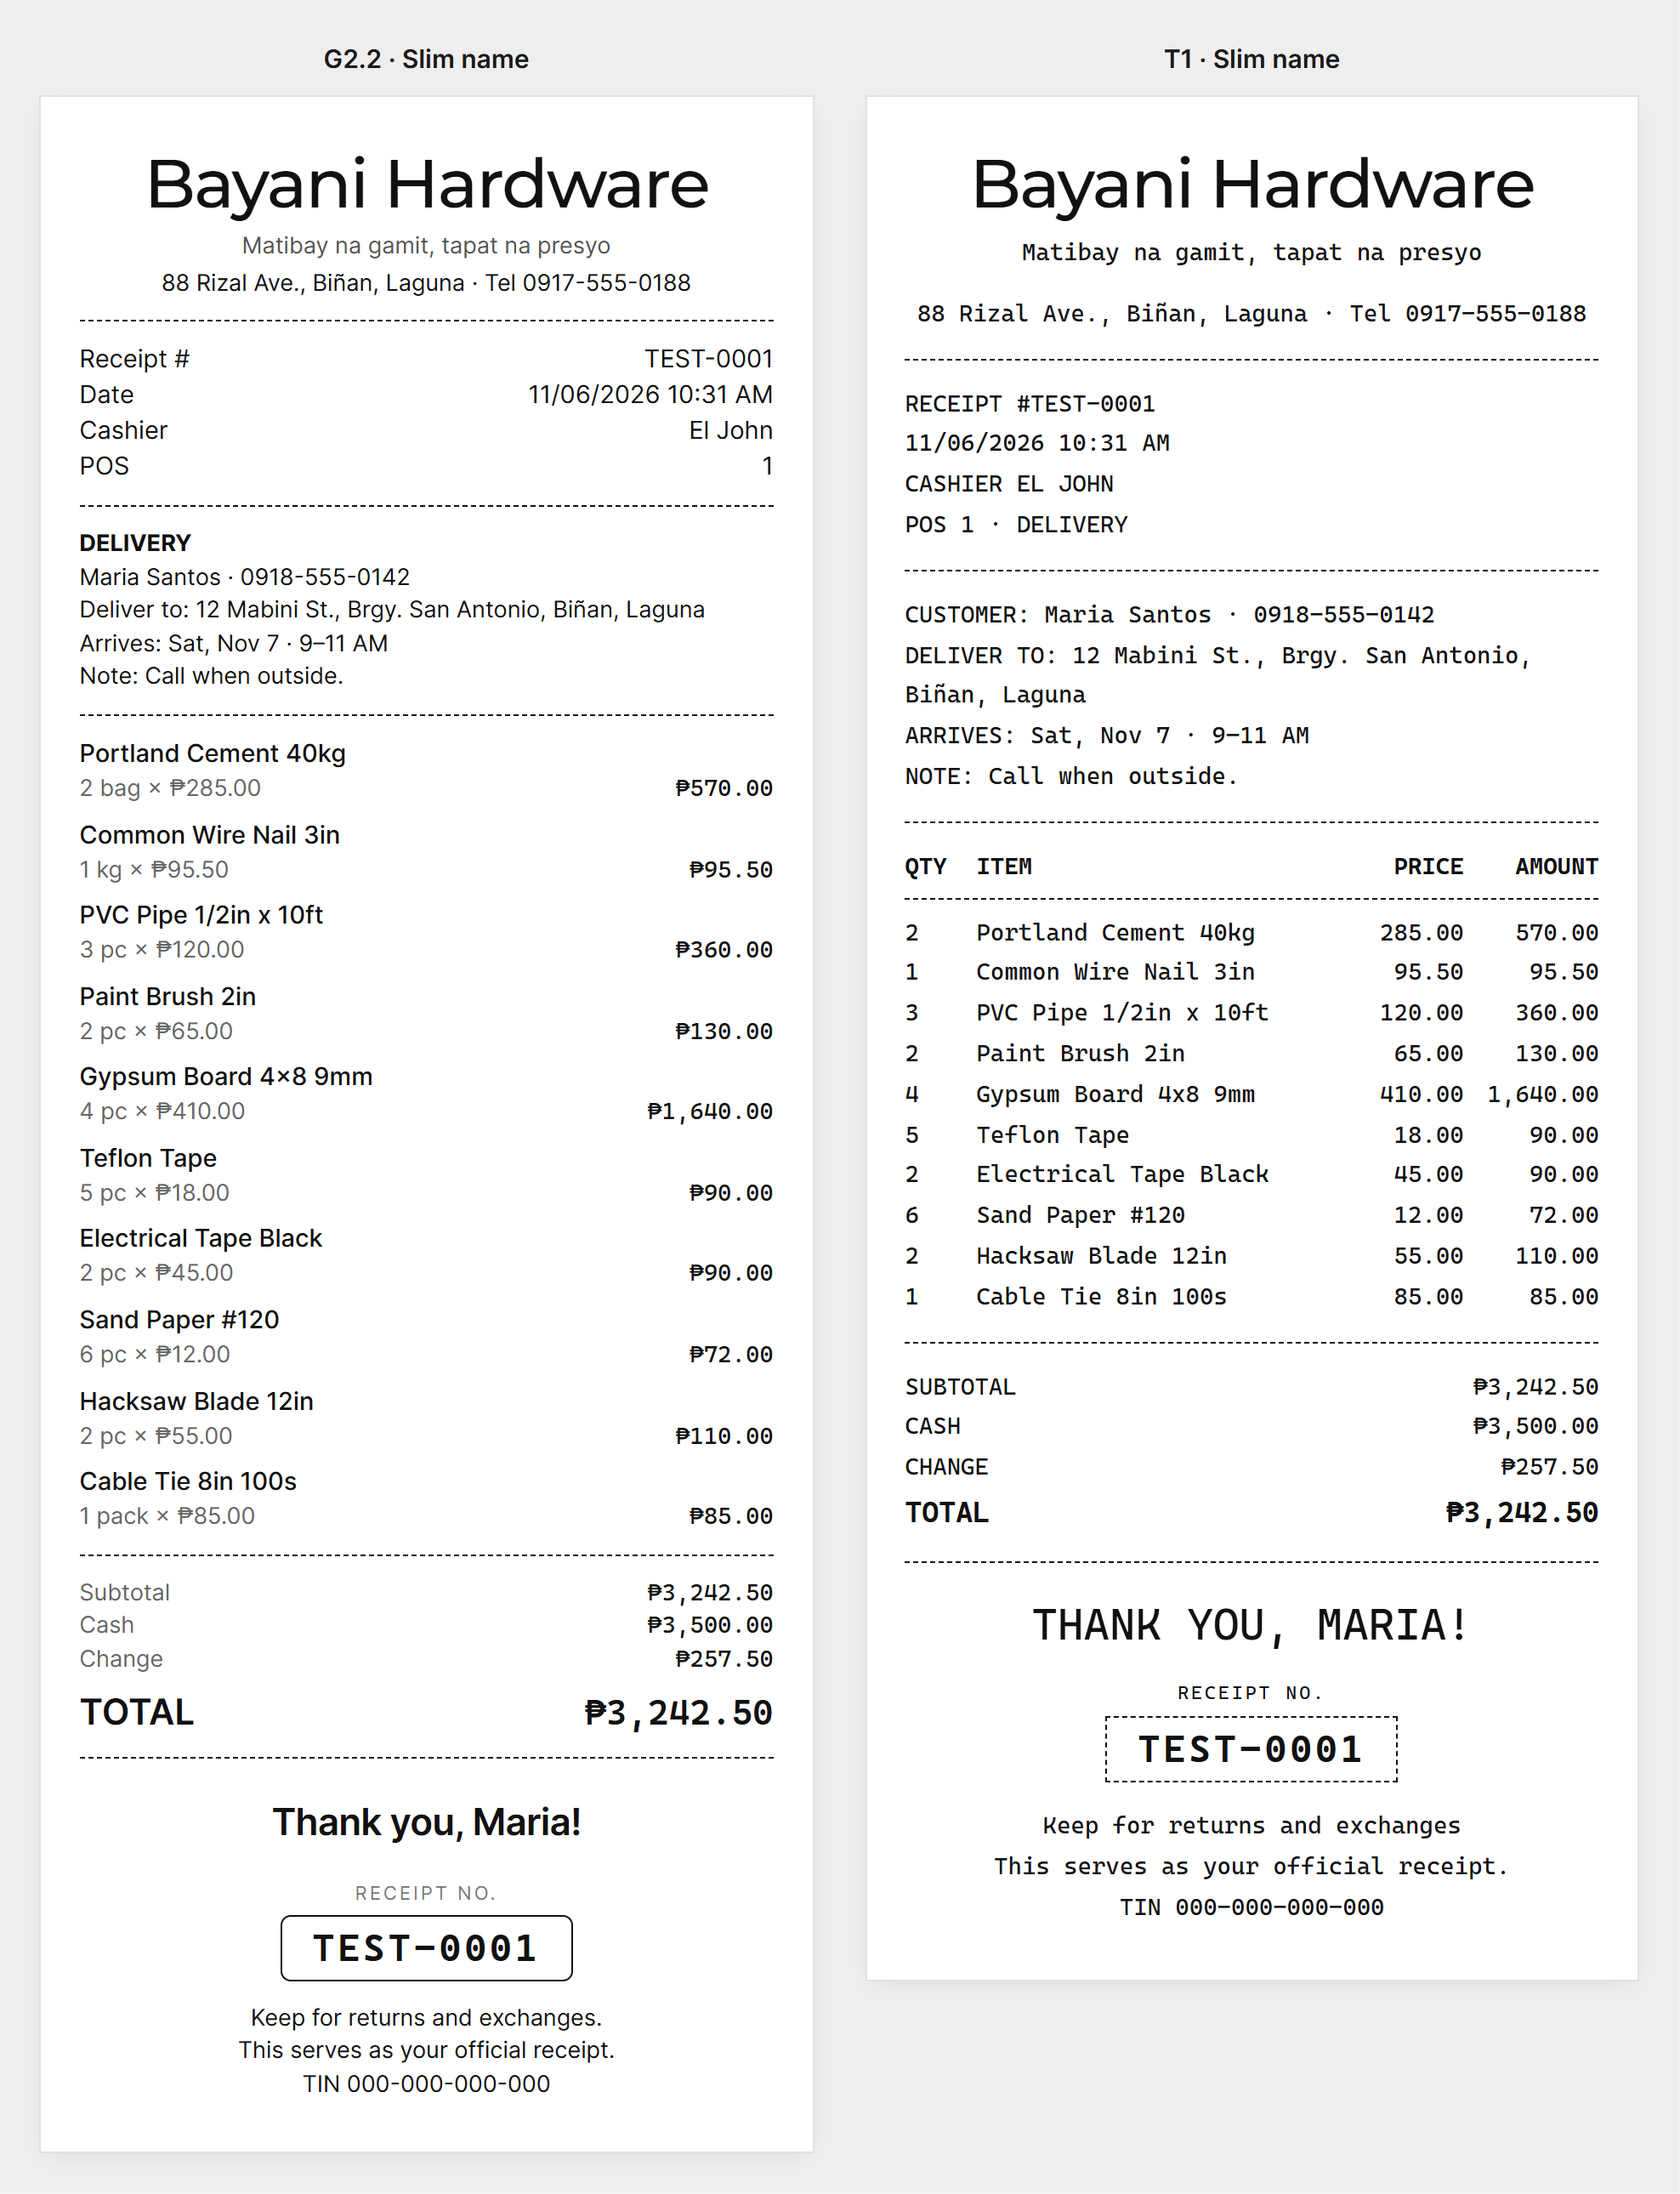 G2.2 · Slim name
Bayani Hardware
Matibay na gamit, tapat na presyo
88 Rizal Ave., Biñan, Laguna · Tel 0917-555-0188
Receipt # TEST-0001
Date 11/06/2026 10:31 AM
Cashier El John
POS 1
DELIVERY
Maria Santos · 0918-555-0142
Deliver to: 12 Mabini St., Brgy. San Antonio, Biñan, Laguna
Arrives: Sat, Nov 7 · 9–11 AM
Note: Call when outside.
Portland Cement 40kg
2 bag × ₱285.00 ₱570.00
Common Wire Nail 3in
1 kg × ₱95.50 ₱95.50
PVC Pipe 1/2in x 10ft
3 pc × ₱120.00 ₱360.00
Paint Brush 2in
2 pc × ₱65.00 ₱130.00
Gypsum Board 4×8 9mm
4 pc × ₱410.00 ₱1,640.00
Teflon Tape
5 pc × ₱18.00 ₱90.00
Electrical Tape Black
2 pc × ₱45.00 ₱90.00
Sand Paper #120
6 pc × ₱12.00 ₱72.00
Hacksaw Blade 12in
2 pc × ₱55.00 ₱110.00
Cable Tie 8in 100s
1 pack × ₱85.00 ₱85.00
Subtotal ₱3,242.50
Cash ₱3,500.00
Change ₱257.50
TOTAL ₱3,242.50
Thank you, Maria!
RECEIPT NO.
TEST-0001
Keep for returns and exchanges.
This serves as your official receipt.
TIN 000-000-000-000
T1 · Slim name
Bayani Hardware
Matibay na gamit, tapat na presyo
88 Rizal Ave., Biñan, Laguna · Tel 0917-555-0188
RECEIPT #TEST-0001
11/06/2026 10:31 AM
CASHIER EL JOHN
POS 1 · DELIVERY
CUSTOMER: Maria Santos · 0918-555-0142
DELIVER TO: 12 Mabini St., Brgy. San Antonio,
Biñan, Laguna
ARRIVES: Sat, Nov 7 · 9–11 AM
NOTE: Call when outside.
QTY ITEM PRICE AMOUNT
2 Portland Cement 40kg 285.00 570.00
1 Common Wire Nail 3in 95.50 95.50
3 PVC Pipe 1/2in x 10ft 120.00 360.00
2 Paint Brush 2in 65.00 130.00
4 Gypsum Board 4x8 9mm 410.00 1,640.00
5 Teflon Tape 18.00 90.00
2 Electrical Tape Black 45.00 90.00
6 Sand Paper #120 12.00 72.00
2 Hacksaw Blade 12in 55.00 110.00
1 Cable Tie 8in 100s 85.00 85.00
SUBTOTAL ₱3,242.50
CASH ₱3,500.00
CHANGE ₱257.50
TOTAL ₱3,242.50
THANK YOU, MARIA!
RECEIPT NO.
TEST-0001
Keep for returns and exchanges
This serves as your official receipt.
TIN 000-000-000-000